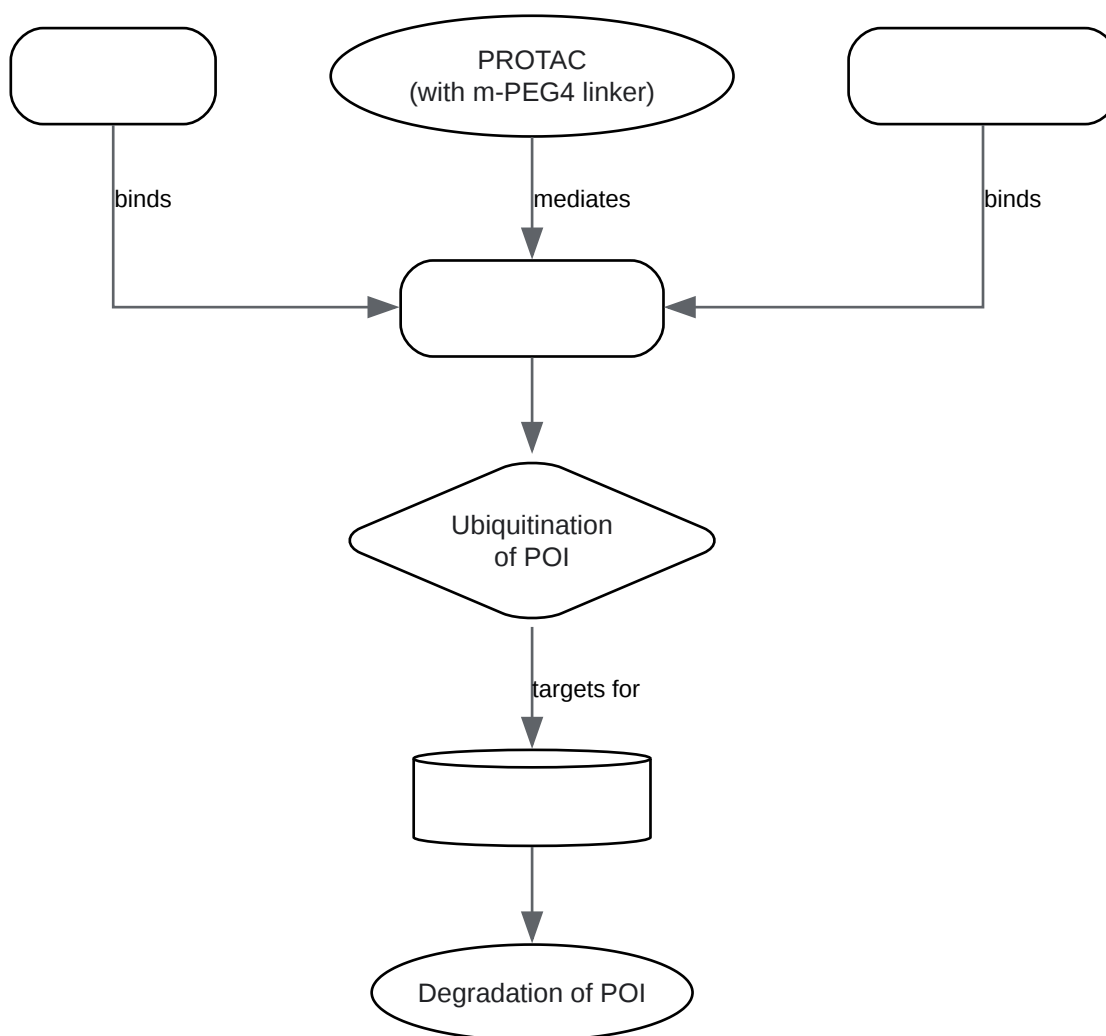 PROTAC
(with m-PEG4 linker)
binds
mediates
binds
Ubiquitination
of POI
targets for
Degradation of POI